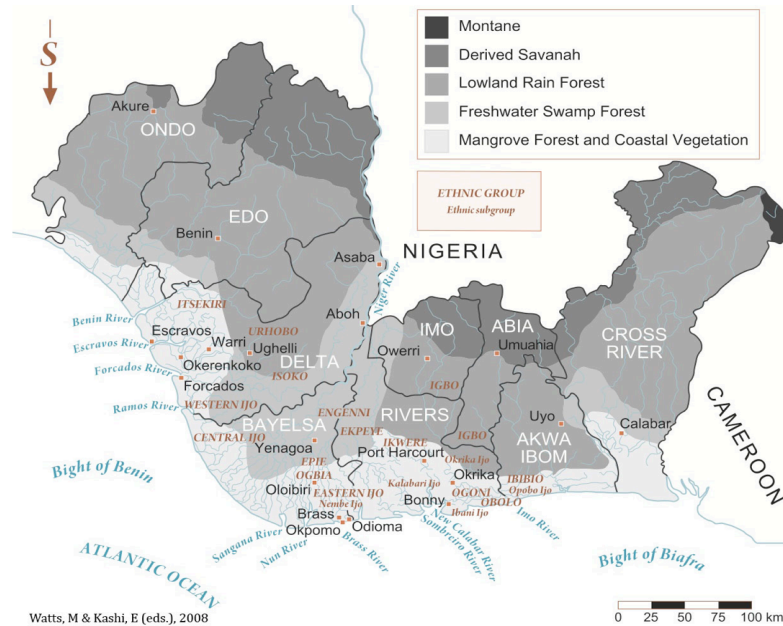 S
Montane
Derived Savanah
Lowland Rain Forest
Freshwater Swamp Forest
Mangrove Forest and Coastal Vegetation
ETHNIC GROUP
Ethnic subgroup
Akure
ONDO
EDO
Benin
Asaba
NIGERIA
Niger River
ITSEKIRI
Benin River
Escravos
Escravos River
Warri
URHOBO
Ughelli
Aboh
DELTA
Okerenkoko
Forcados River
Forcados
ISOKO
IMO
Owerri
IGBO
ABIA
Umuahia
CROSS
RIVER
CAMEROON
Ramos River
WESTERN IJO
BAYELSA
ENGENNI
RIVERS
CENTRAL IJO
Yenagoa
EKPEYE
IKWERE
IGBO
Uyo
AKWA
IBOM
Calabar
EPIE
Port Harcourt
Okrika Ijo
OGBIA
Oloibiri
EASTERN IJO
Nembe Ijo
Kalabari Ijo
Okrika
OGONI
IBIBIO
Opobo Ijo
OBOLO
Bonny
Ibani Ijo
Imo River
Brass
Okpomo
Odioma
Bight of Benin
Sangana River
Nun River
Brass River
New Calabar River
Sombreiro River
Bight of Biafra
ATLANTIC OCEAN
Watts, M & Kashi, E (eds.), 2008
0 25 50 75 100 km